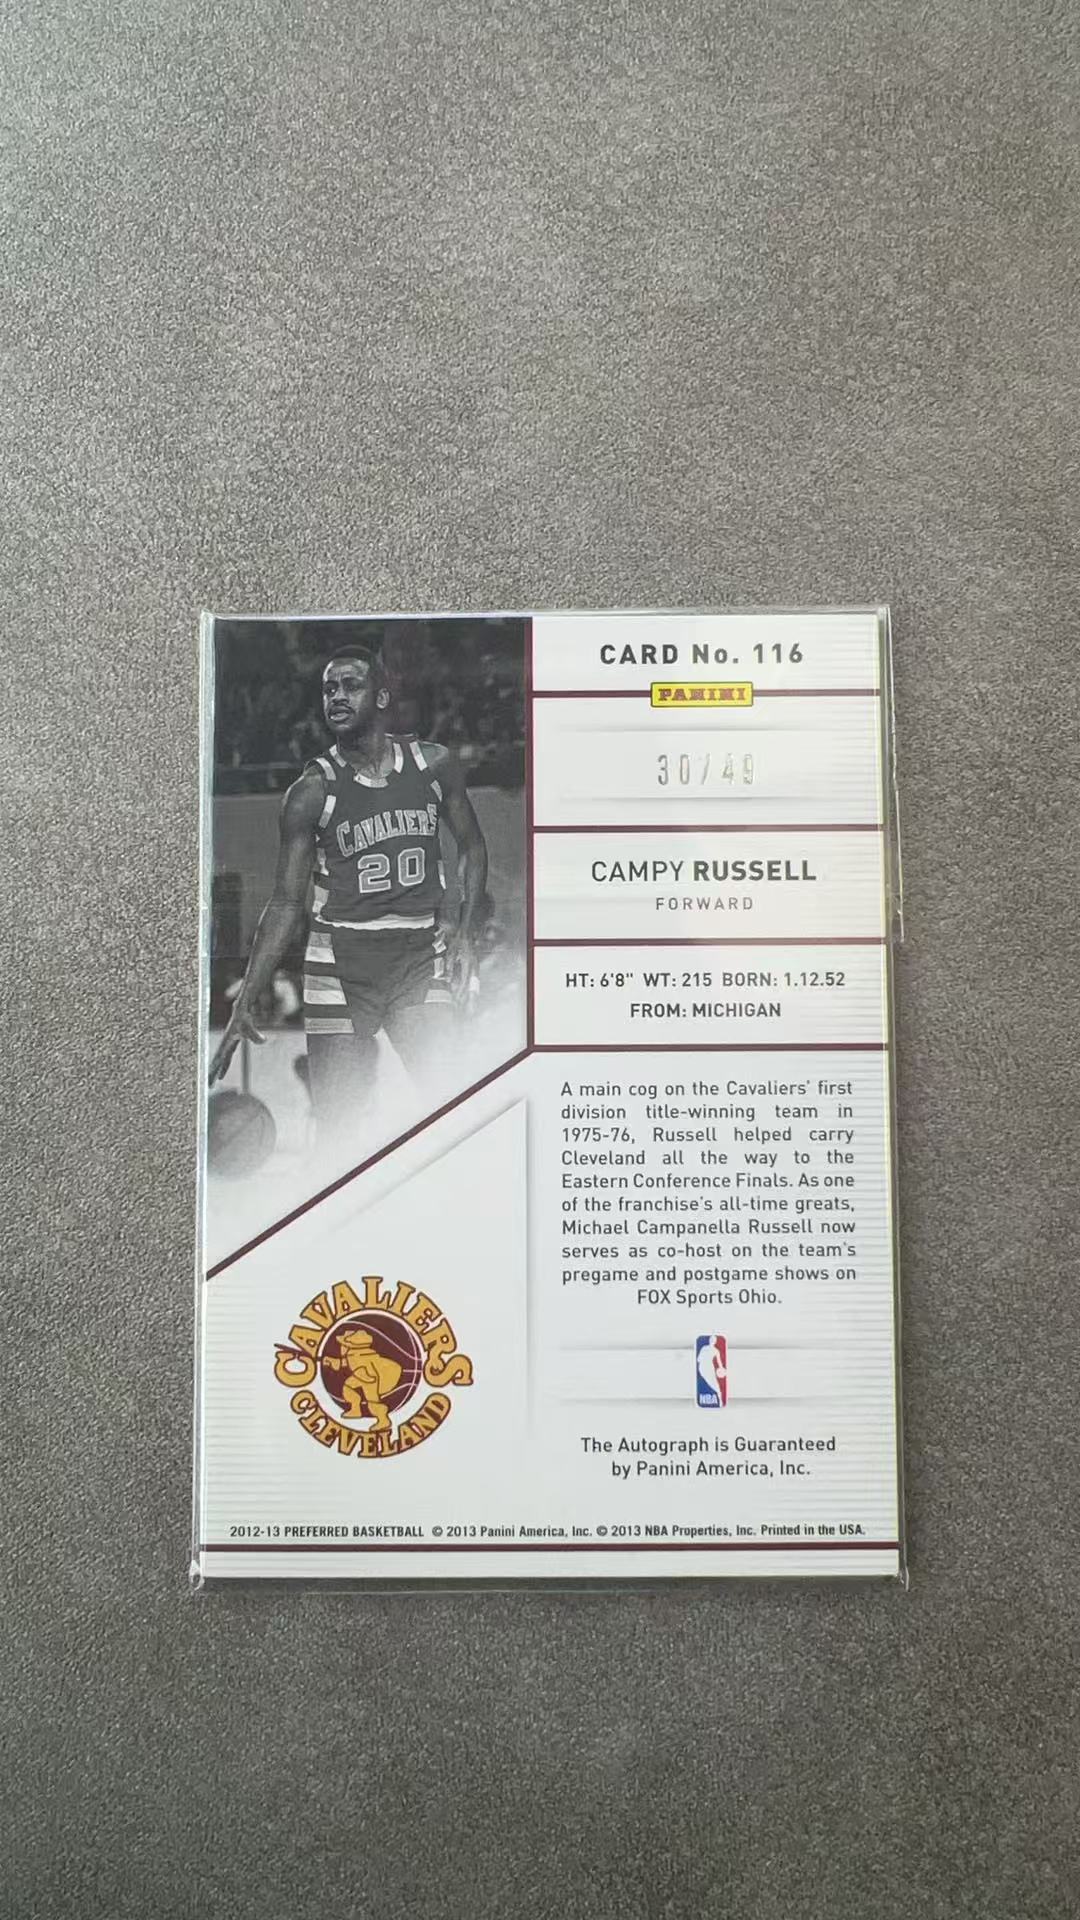 CARD No. 116
PANINI
30/49
CAVALIERS
20
CAMPY RUSSELL
FORWARD
HT: 6'8" WT: 215 BORN: 1.12.52
FROM: MICHIGAN
A main cog on the Cavaliers' first
division title-winning team in
1975-76, Russell helped carry
Cleveland all the way to the
Eastern Conference Finals. As one
of the franchise's all-time greats,
Michael Campanella Russell now
serves as co-host on the team's
pregame and postgame shows on
FOX Sports Ohio.
CAVALIERS
CLEVELAND
NBA
The Autograph is Guaranteed
by Panini America, Inc.
2012-13 PREFERRED BASKETBALL © 2013 Panini America, Inc. © 2013 NBA Properties, Inc. Printed in the USA.